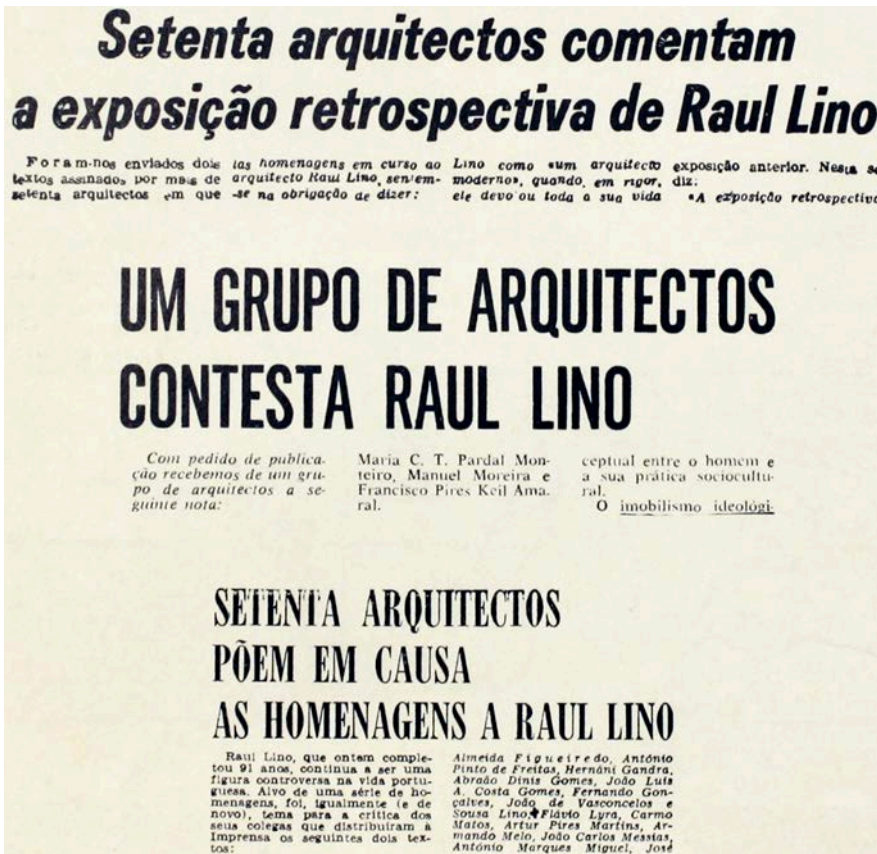 Setenta arquitectos comentam
a exposição retrospectiva de Raul Lino
Foram-nos enviados dois
textos assinados por mais de
setenta arquitectos em que
tas homenagens em curso ao
arquitecto Raul Lino, sentem-
-se na obrigação de dizer:
Lino como «um arquitecto
moderno», quando, em rigor,
ele devo ou toda a sua vida
exposição anterior. Nesta se
diz:
«A exposição retrospectiva
UM GRUPO DE ARQUITECTOS
CONTESTA RAUL LINO
Com pedido de publica-
ção recebemos de um gru-
po de arquitectos a se-
guinte nota:
Maria C. T. Pardal Mon-
teiro, Manuel Moreira e
Francisco Pires Keil Ama-
ral.
ceptual entre o homem e
a sua prática sociocultu-
ral.
O imobilismo ideológi-
SETENTA ARQUITECTOS
PÕEM EM CAUSA
AS HOMENAGENS A RAUL LINO
Raul Lino, que ontem comple-
tou 91 anos, continua a ser uma
figura controversa na vida portu-
guesa. Alvo de uma série de ho-
menagens, foi, igualmente (e de
novo), tema para a crítica dos
seus colegas que distribuíram à
Imprensa os seguintes dois tex-
tos:
Almeida Figueiredo, António
Pinto de Freitas, Hernâni Gandra,
Abraão Dinis Gomes, João Luís
A. Costa Gomes, Fernando Gon-
çalves, João de Vasconcelos e
Sousa Lino, Flávio Lyra, Carmo
Matos, Artur Pires Martins, Ar-
mando Melo, João Carlos Messias,
António Marques Miguel, José